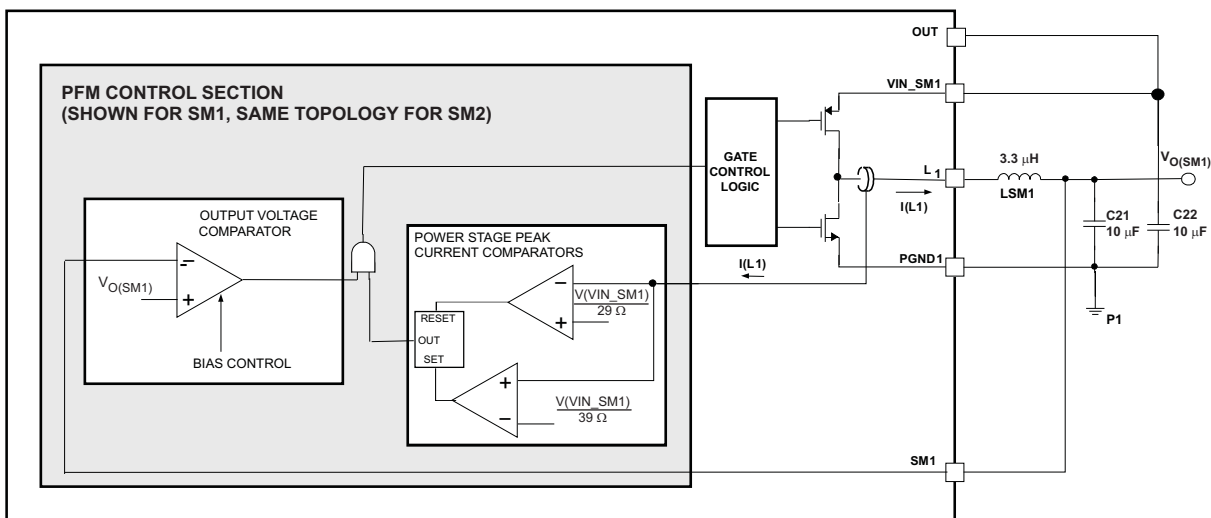 PFM CONTROL SECTION
(SHOWN FOR SM1, SAME TOPOLOGY FOR SM2)
OUTPUT VOLTAGE
COMPARATOR
-
VO(SM1)
+
BIAS CONTROL
POWER STAGE PEAK
CURRENT COMPARATORS
RESET
OUT
SET
-
V(VIN_SM1)
29 Ω
+
+
V(VIN_SM1)
-
39 Ω
GATE
CONTROL
LOGIC
I(L1)
OUT
VIN_SM1
L1
I(L1)
PGND1
SM1
3.3 μH
LSM1
VO(SM1)
C21
10 μF
C22
10 μF
P1